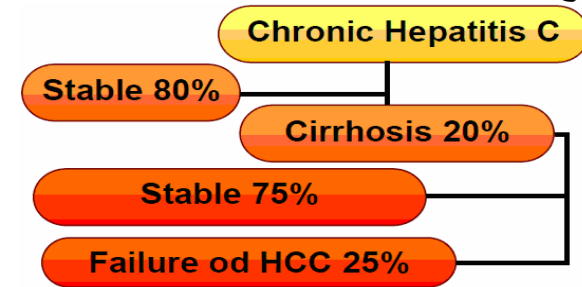 Chronic Hepatitis C
Stable 80%
Cirrhosis 20%
Stable 75%
Failure od HCC 25%